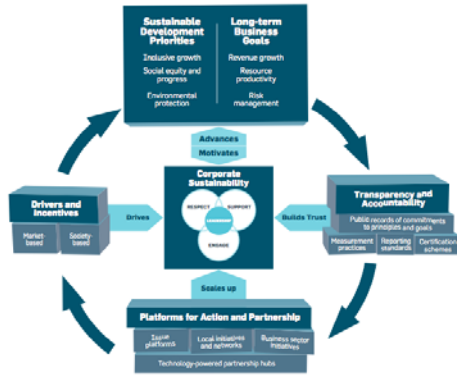 Sustainable
Development
Priorities
Inclusive growth
Social equity and
progress
Environmental
protection
Long-term
Business
Goals
Revenue growth
Resource
productivity
Risk
management
Advances
Motivates
Corporate
Sustainability
RESPECT
SUPPORT
LEADERSHIP
ENGAGE
Drivers and
Incentives
Market-
based
Society-
based
Drives
Builds Trust
Transparency and
Accountability
Public records of commitments
to principles and goals
Measurement
practices
Reporting
standards
Certification
schemes
Scales up
Platforms for Action and Partnership
Issue
platforms
Local initiatives
and networks
Business sector
initiatives
Technology-powered partnership hubs